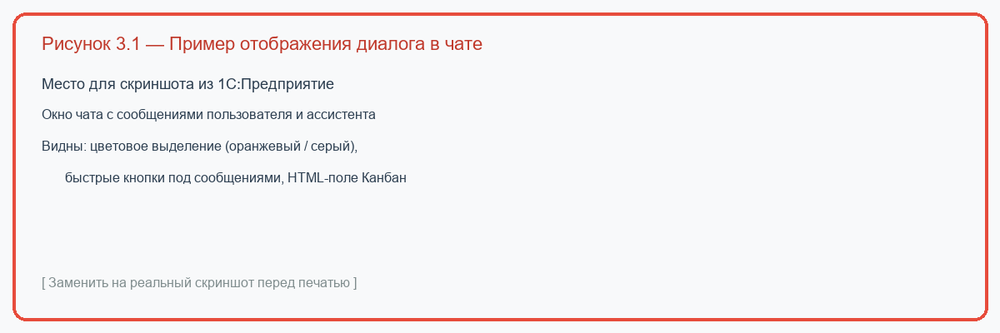 Рисунок 3.1 — Пример отображения диалога в чате
Место для скриншота из 1С:Предприятие
Окно чата с сообщениями пользователя и ассистента
Видны: цветовое выделение (оранжевый / серый),
быстрые кнопки под сообщениями, HTML-поле Канбан
[ Заменить на реальный скриншот перед печатью ]